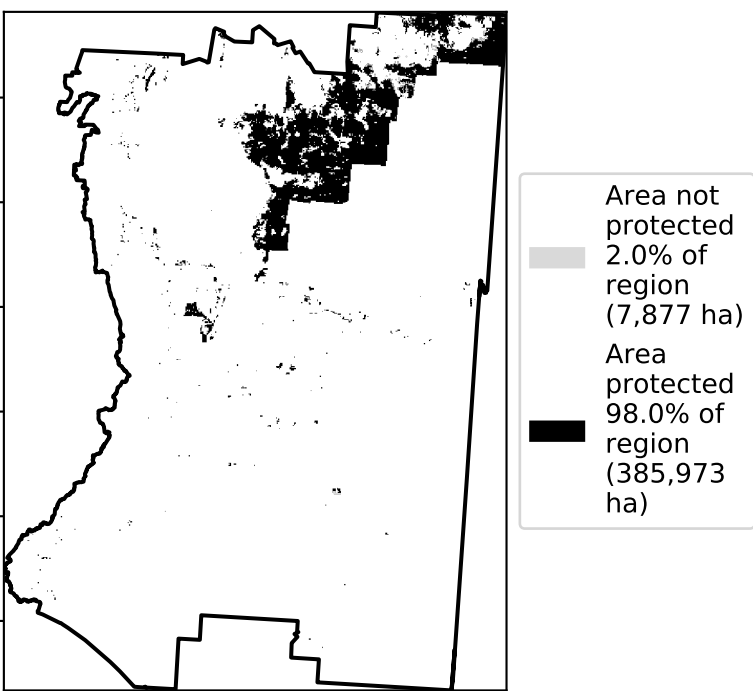 Area not
protected
2.0% of
region
(7,877 ha)
Area
protected
98.0% of
region
(385,973
ha)